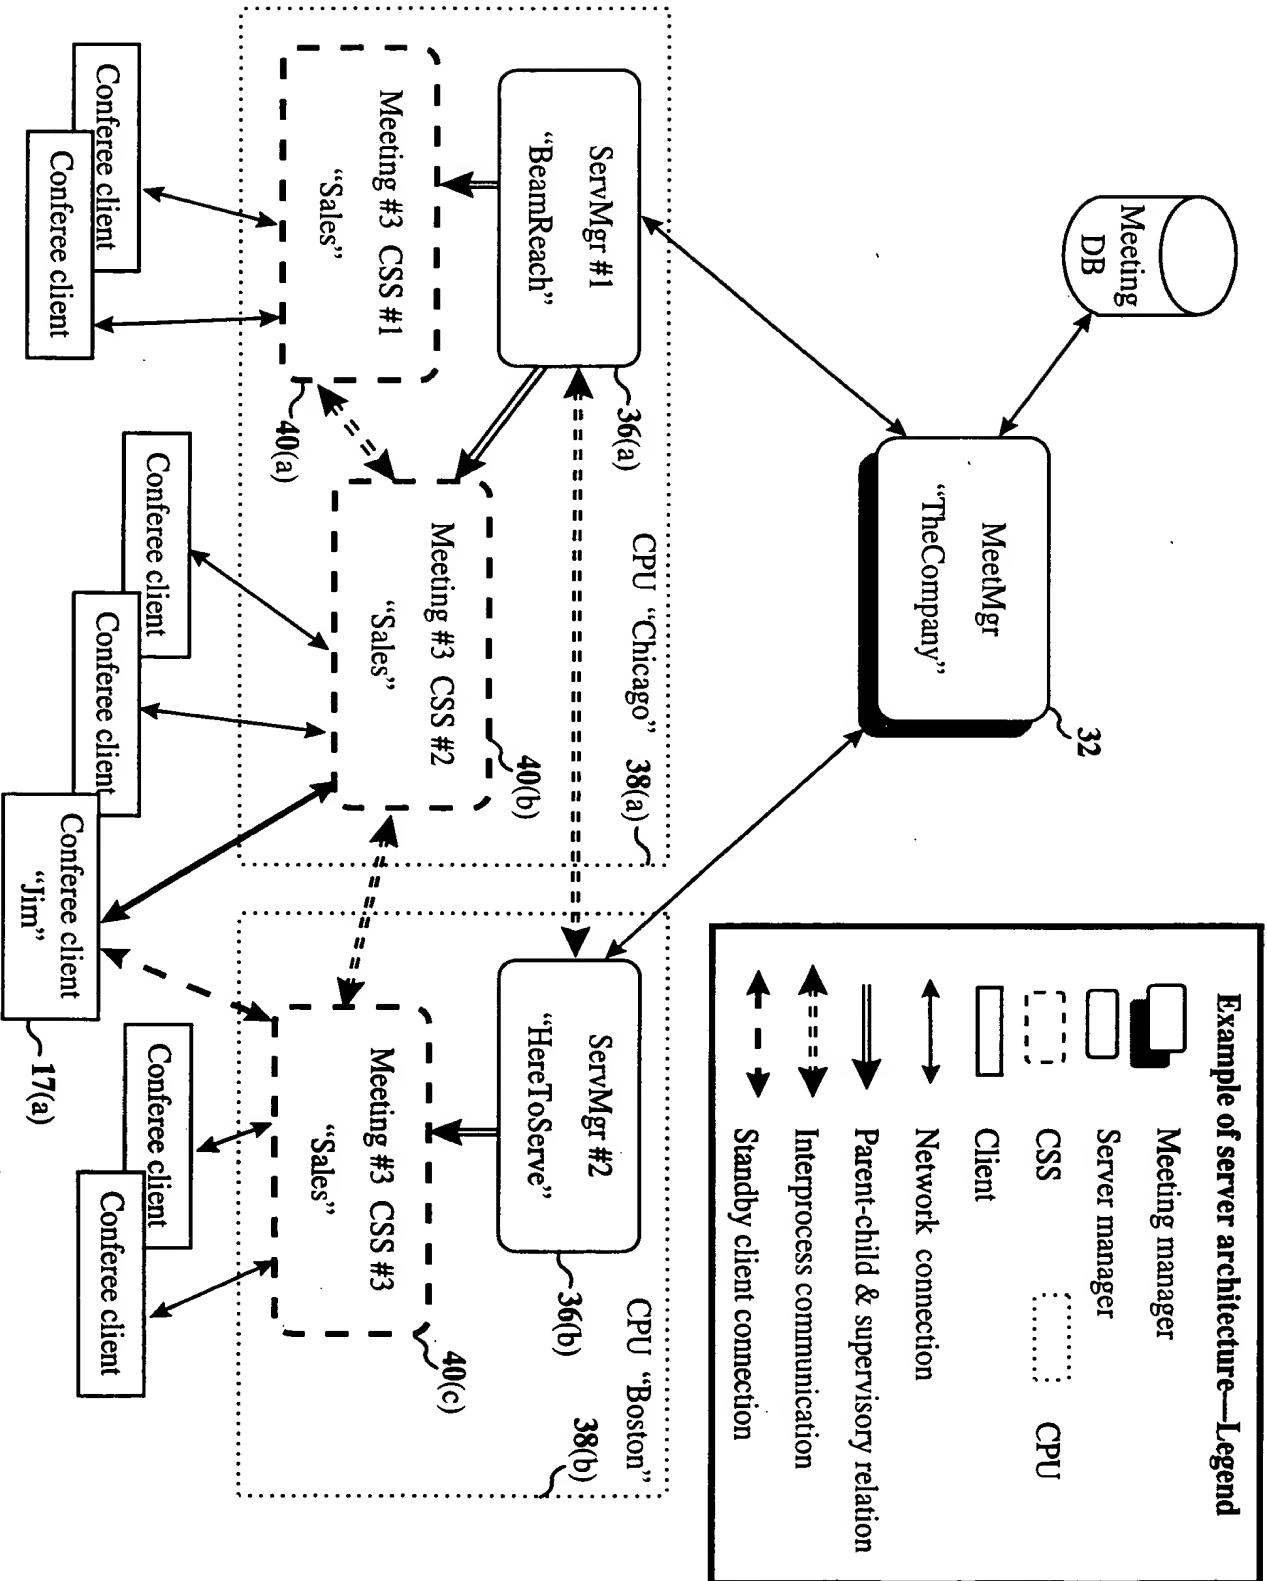 Meeting
DB
MeetMgr
“TheCompany”
32
Example of server architecture—Legend
Meeting manager
Server manager
CSS
CPU
Client
Network connection
Parent-child & supervisory relation
Interprocess communication
Standby client connection
ServMgr #1
“BeamReach”
36(a)
CPU “Chicago”
38(a)
ServMgr #2
“HereToServe”
36(b)
CPU “Boston”
38(b)
Meeting #3 CSS #1
“Sales”
40(a)
Meeting #3 CSS #2
“Sales”
40(b)
Meeting #3 CSS #3
“Sales”
40(c)
Conferee client
Conferee client
Conferee client
Conferee client
Conferee client
“Jim”
17(a)
Conferee client
Conferee client